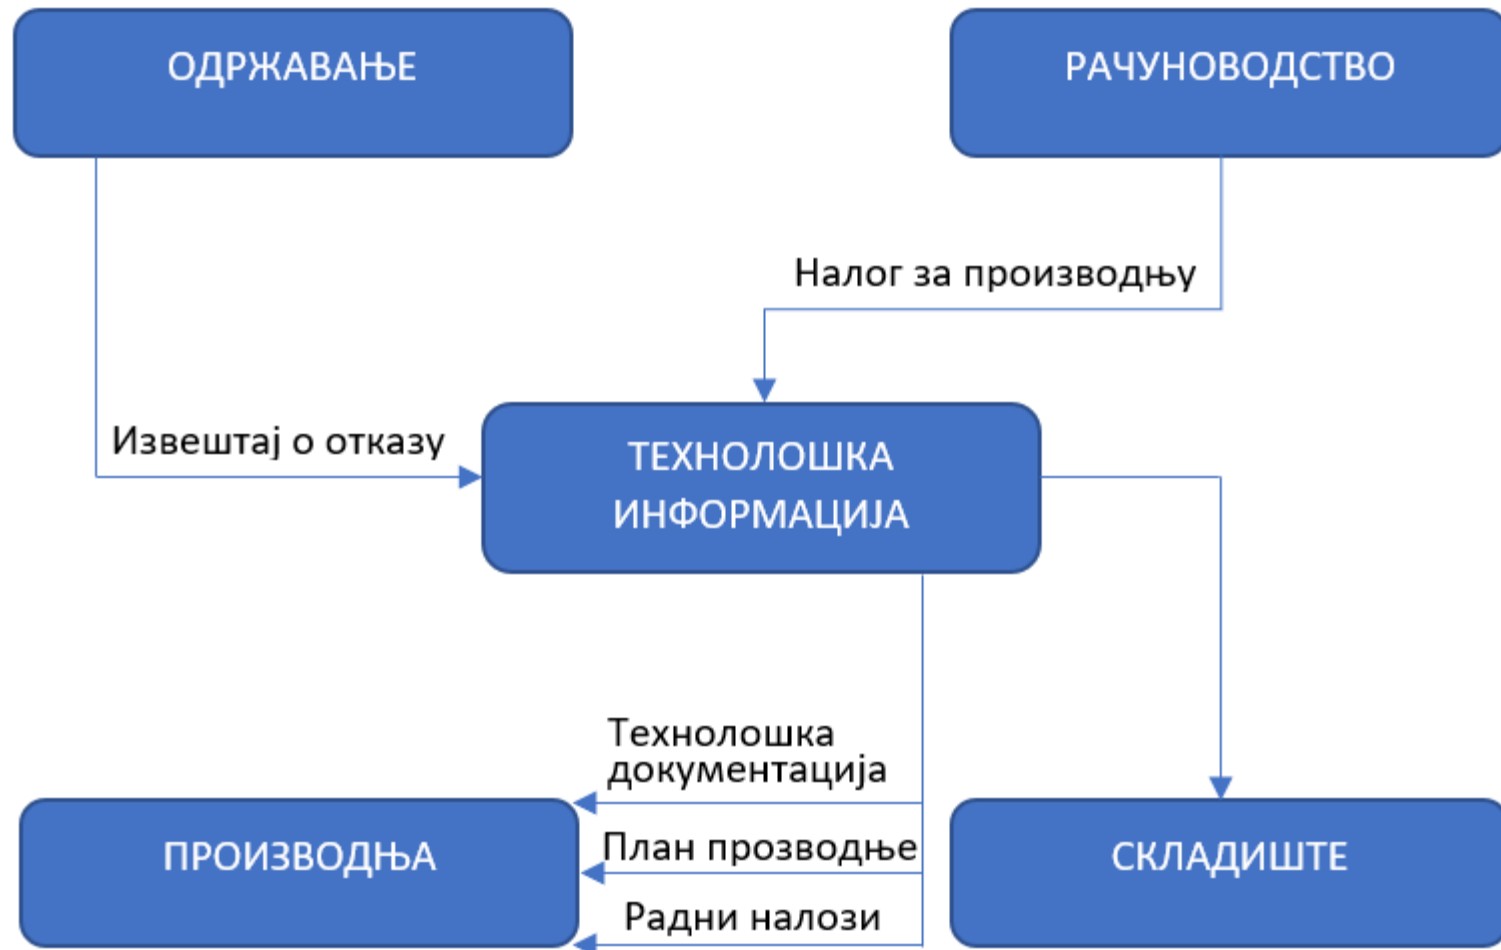 ОДРЖАВАЊЕ
РАЧУНОВОДСТВО
Налог за производњу
Извештај о отказу
ТЕХНОЛОШКА
ИНФОРМАЦИЈА
Технолошка
документација
ПРОИЗВОДЊА
План прозводње
СКЛАДИШТЕ
Радни налози